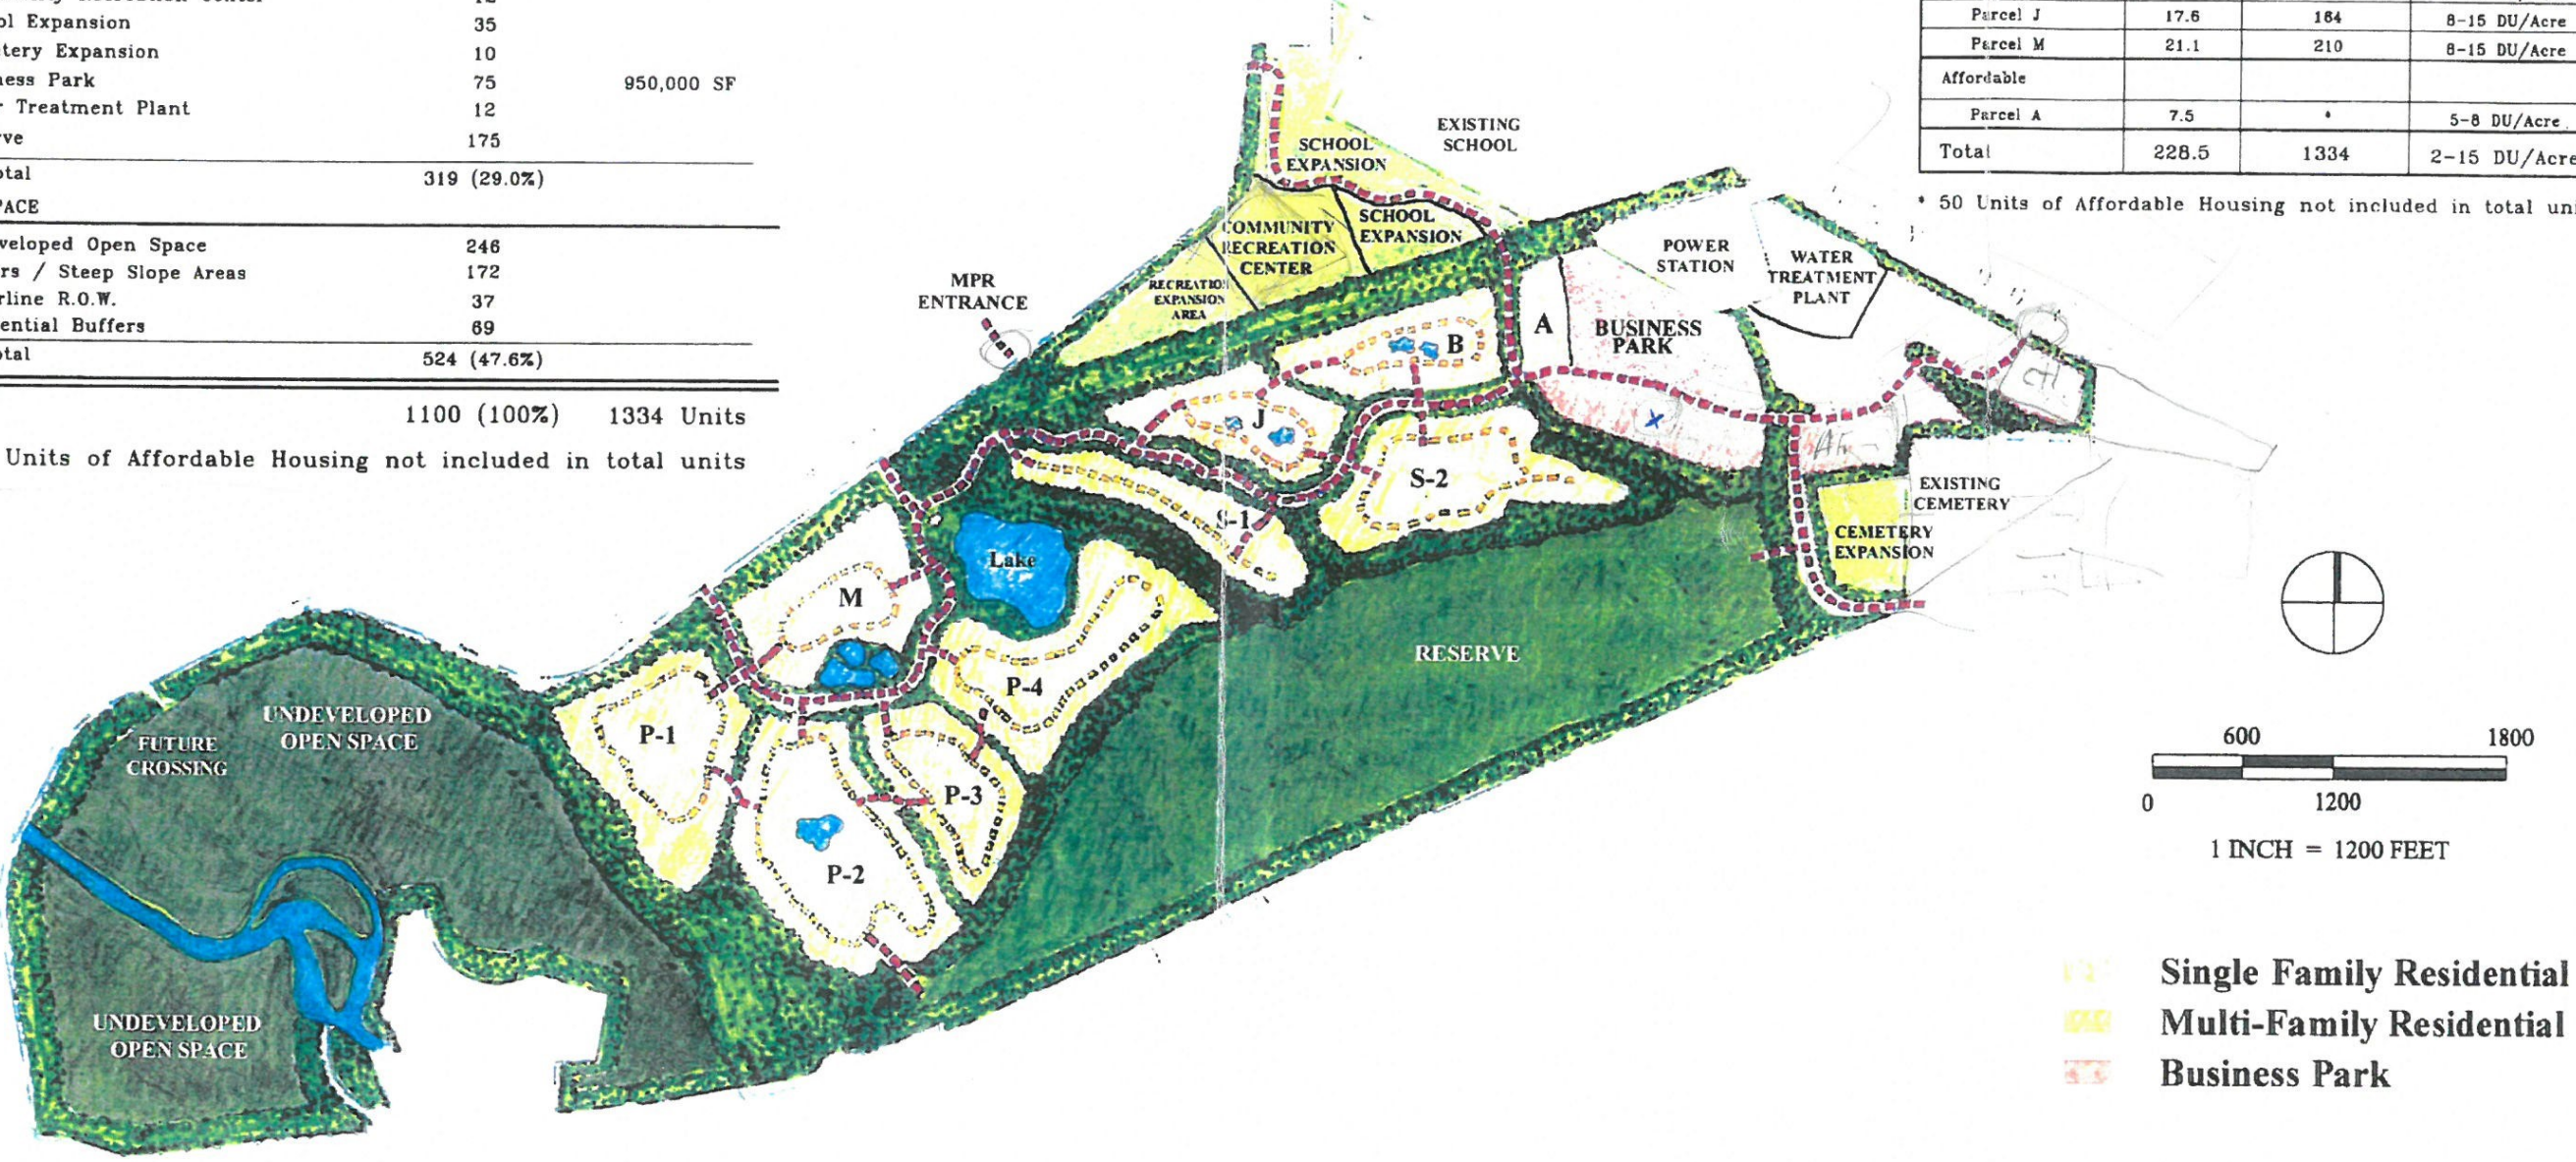 ol Expansion 35
tery Expansion 10
ness Park 75 950,000 SF
r Treatment Plant 12
rve 175
otal 319 (29.0%)
PACE
veloped Open Space 246
rs / Steep Slope Areas 172
rline R.O.W. 37
ential Buffers 69
otal 524 (47.6%)
1100 (100%) 1334 Units
Units of Affordable Housing not included in total units
Parcel J 17.6 164 8-15 DU/Acre
Parcel M 21.1 210 8-15 DU/Acre
Affordable
Parcel A 7.5 * 5-8 DU/Acre
Total 228.5 1334 2-15 DU/Acre
* 50 Units of Affordable Housing not included in total uni
EXISTING
SCHOOL
SCHOOL
EXPANSION
SCHOOL
EXPANSION
COMMUNITY
RECREATION
CENTER
RECREATION
EXPANSION
AREA
MPR
ENTRANCE
POWER
STATION
WATER
TREATMENT
PLANT
A
BUSINESS
PARK
B
J
S-2
S-1
EXISTING
CEMETERY
CEMETERY
EXPANSION
Lake
M
RESERVE
P-4
P-1
P-3
P-2
UNDEVELOPED
OPEN SPACE
FUTURE
CROSSING
UNDEVELOPED
OPEN SPACE
600 1800
0 1200
1 INCH = 1200 FEET
Single Family Residential
Multi-Family Residential
Business Park